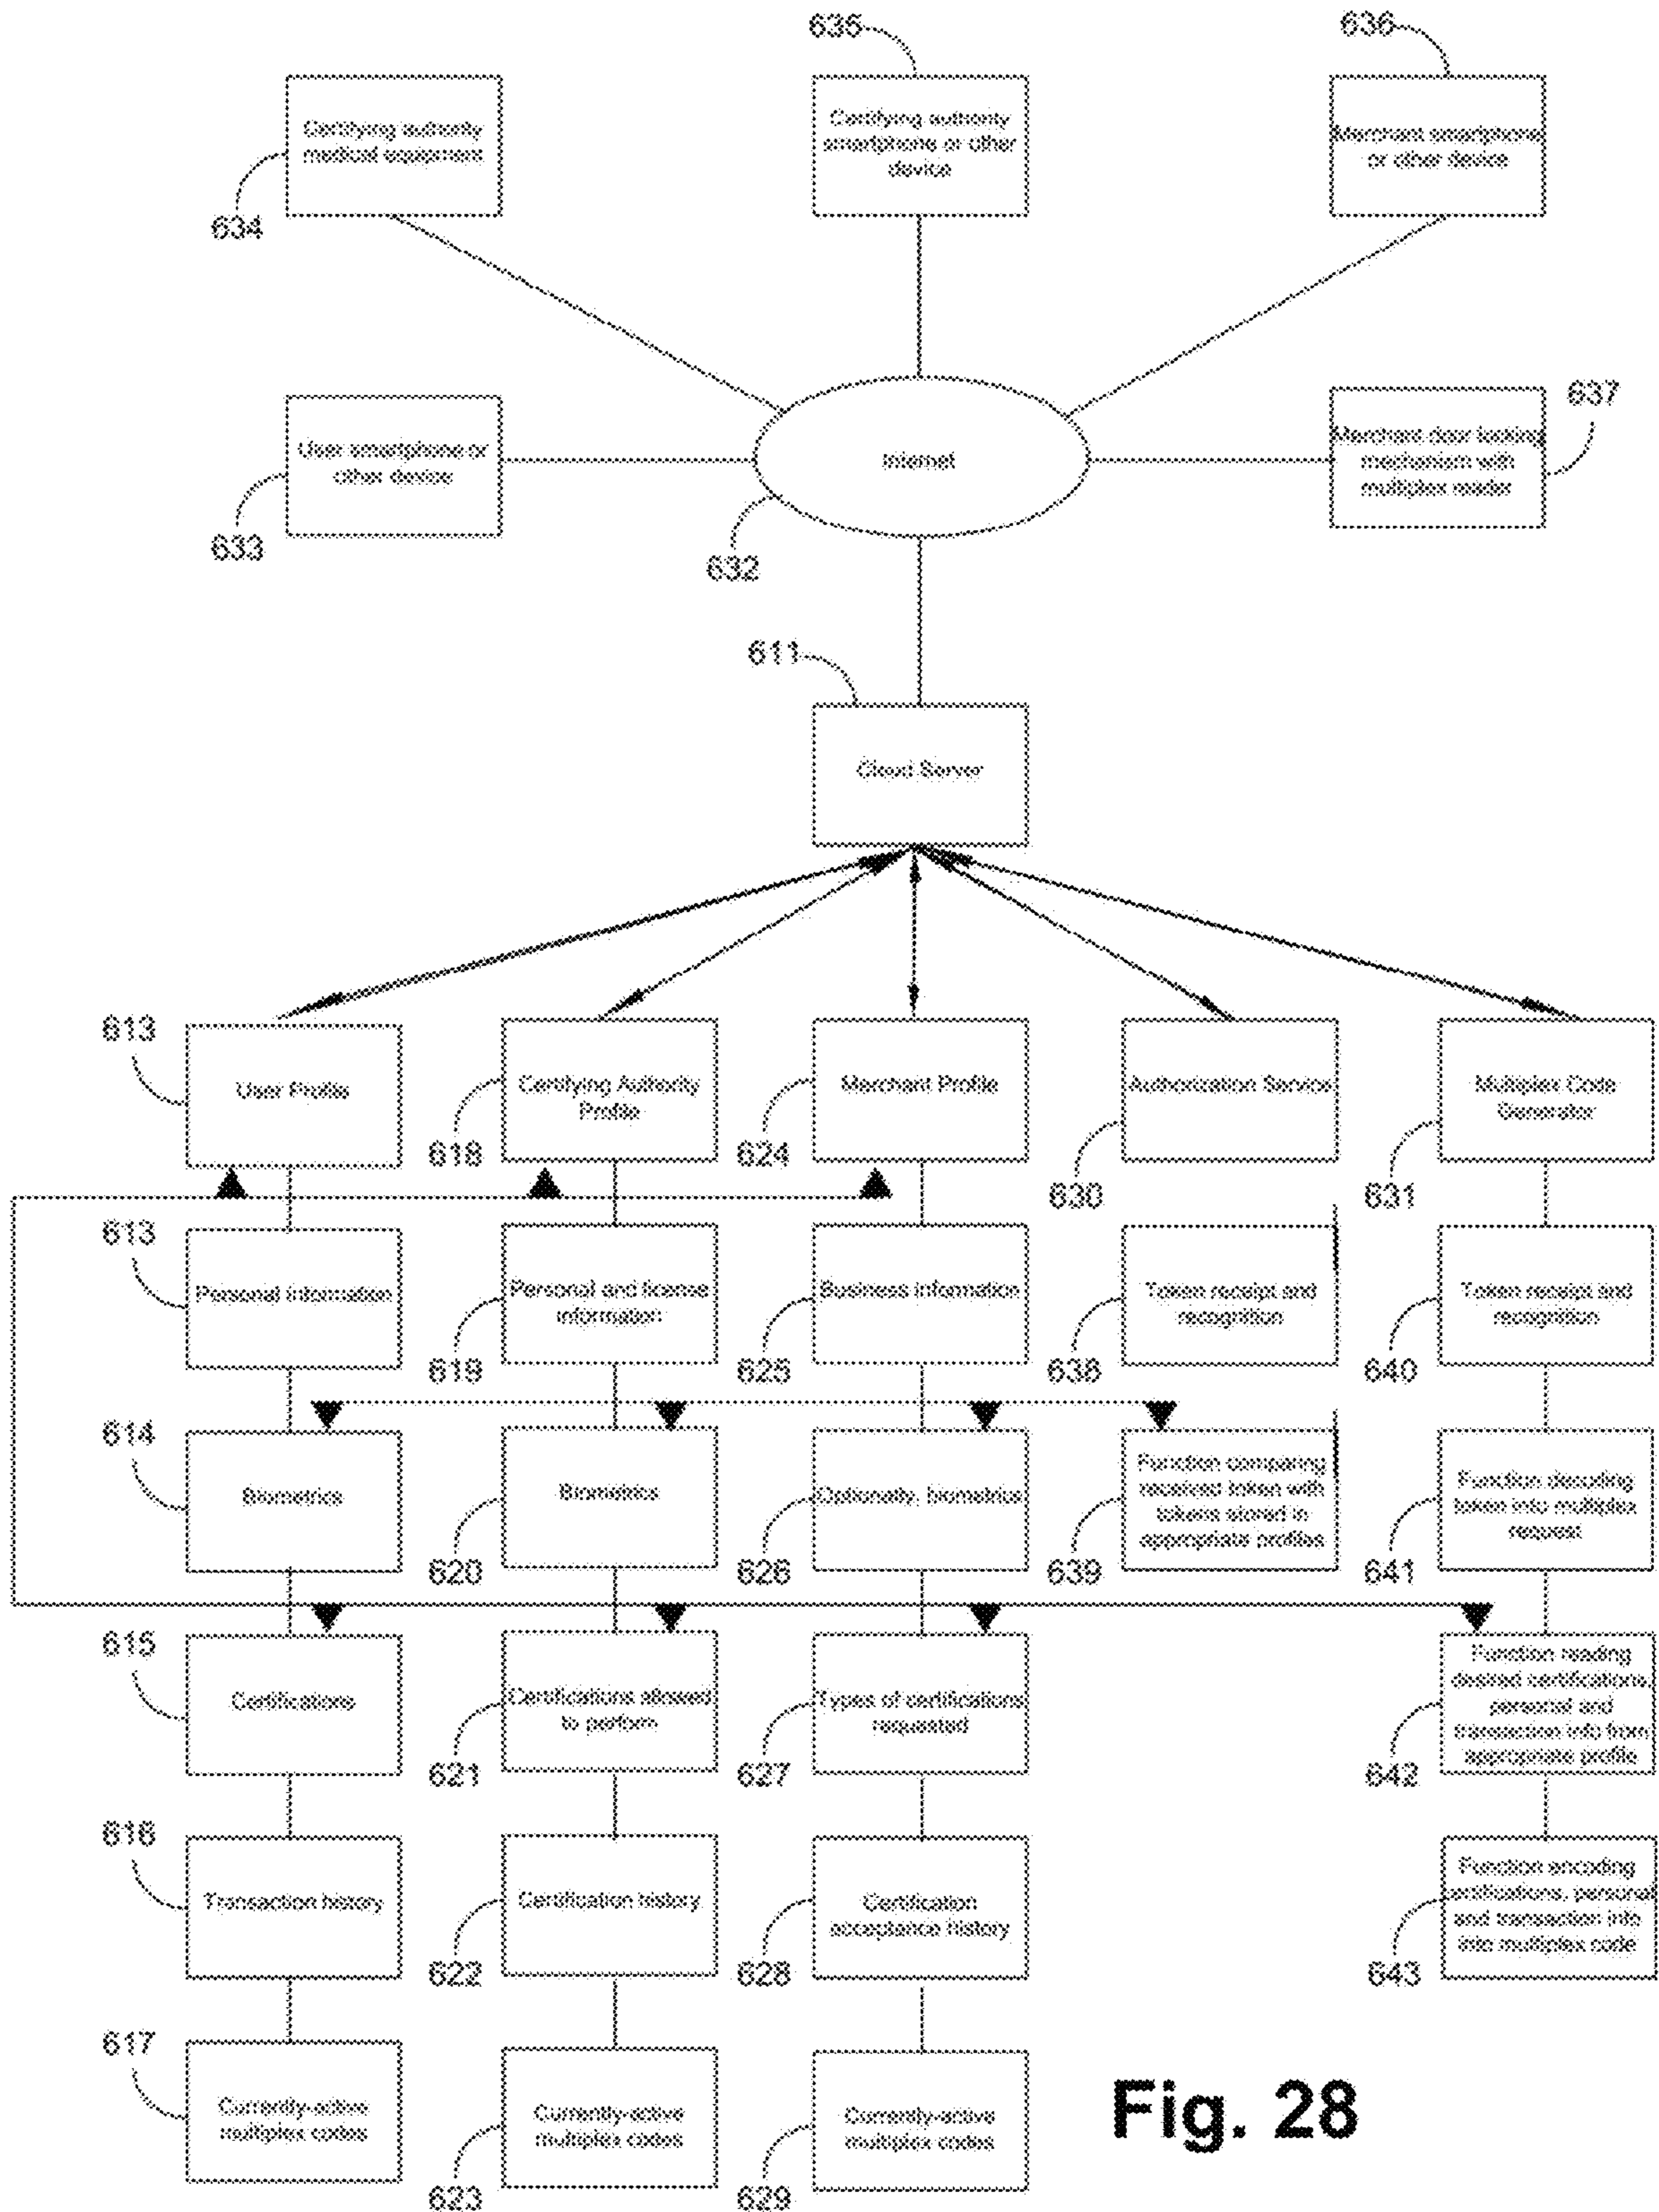 635
636
Certifying authority
medical equipment
Certifying authority
smartphone or other
device
Merchant smartphone
or other device
634
637
User smartphone or
other device
Internet
Merchant door locking
mechanism with
multiplex reader
633
632
611
Cloud Server
613
User Profile
Certifying Authority
Profile
Merchant Profile
Authorization Service
Multiplex Code
Generator
618
624
630
631
613
Personal information
Personal and license
information
Business information
Token receipt and
recognition
Token receipt and
recognition
619
625
638
640
614
Biometrics
Biometrics
Optionally, biometrics
Function comparing
received token with
tokens stored in
appropriate profiles
Function decoding
token into multiplex
request
620
626
639
641
615
Certifications
Certifications allowed
to perform
Types of certifications
requested
Function reading
desired certifications,
personal and
transaction info from
appropriate profile
621
627
642
616
Transaction history
Certification history
Certification
acceptance history
Function encoding
certifications, personal
and transaction info
into multiplex code
622
628
643
617
Currently-active
multiplex codes
Currently-active
multiplex codes
Currently-active
multiplex codes
623
629
Fig. 28